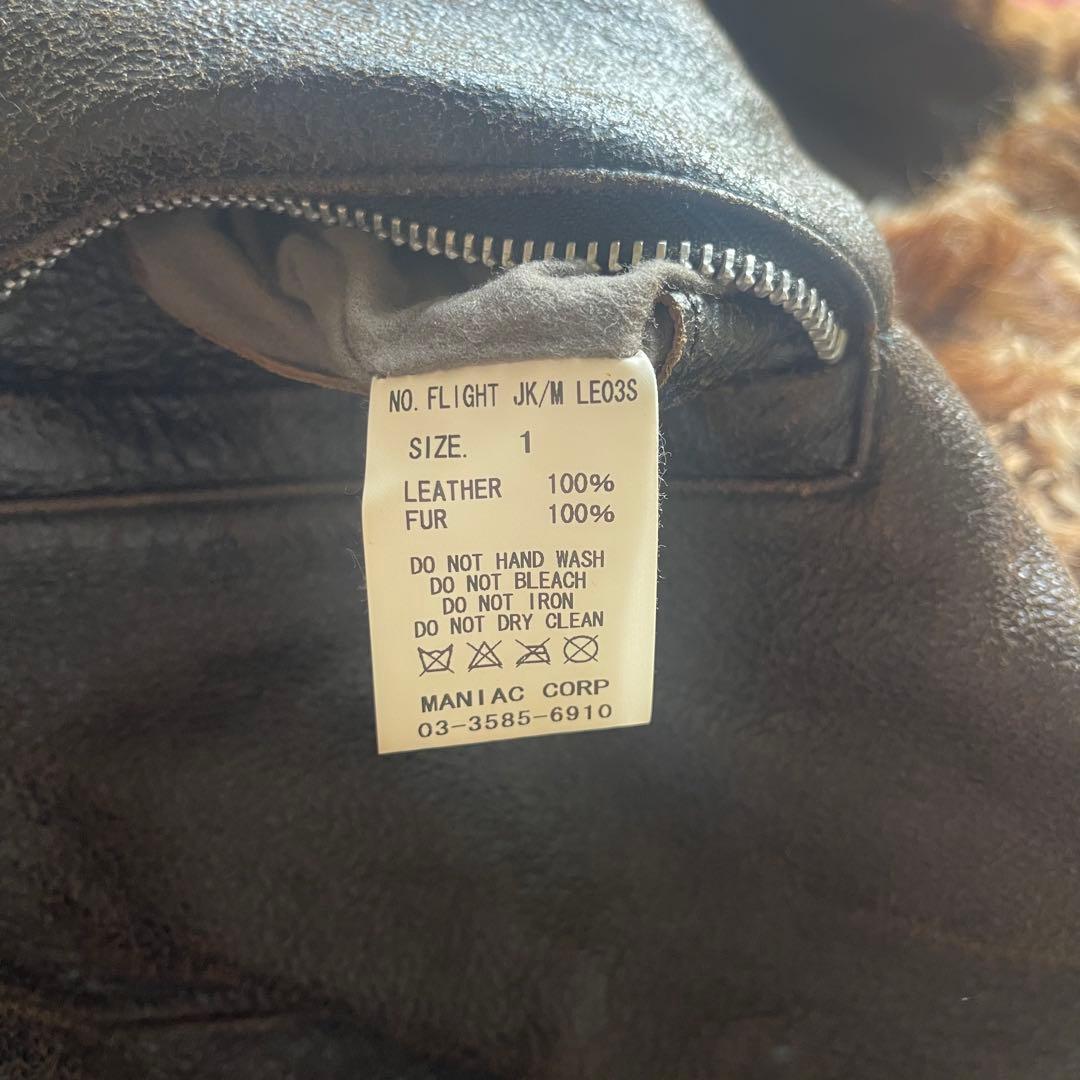 NO. FLIGHT JK/M LE03S
SIZE. 1
LEATHER 100%
FUR 100%
DO NOT HAND WASH
DO NOT BLEACH
DO NOT IRON
DO NOT DRY CLEAN
MANIAC CORP
03-3585-6910